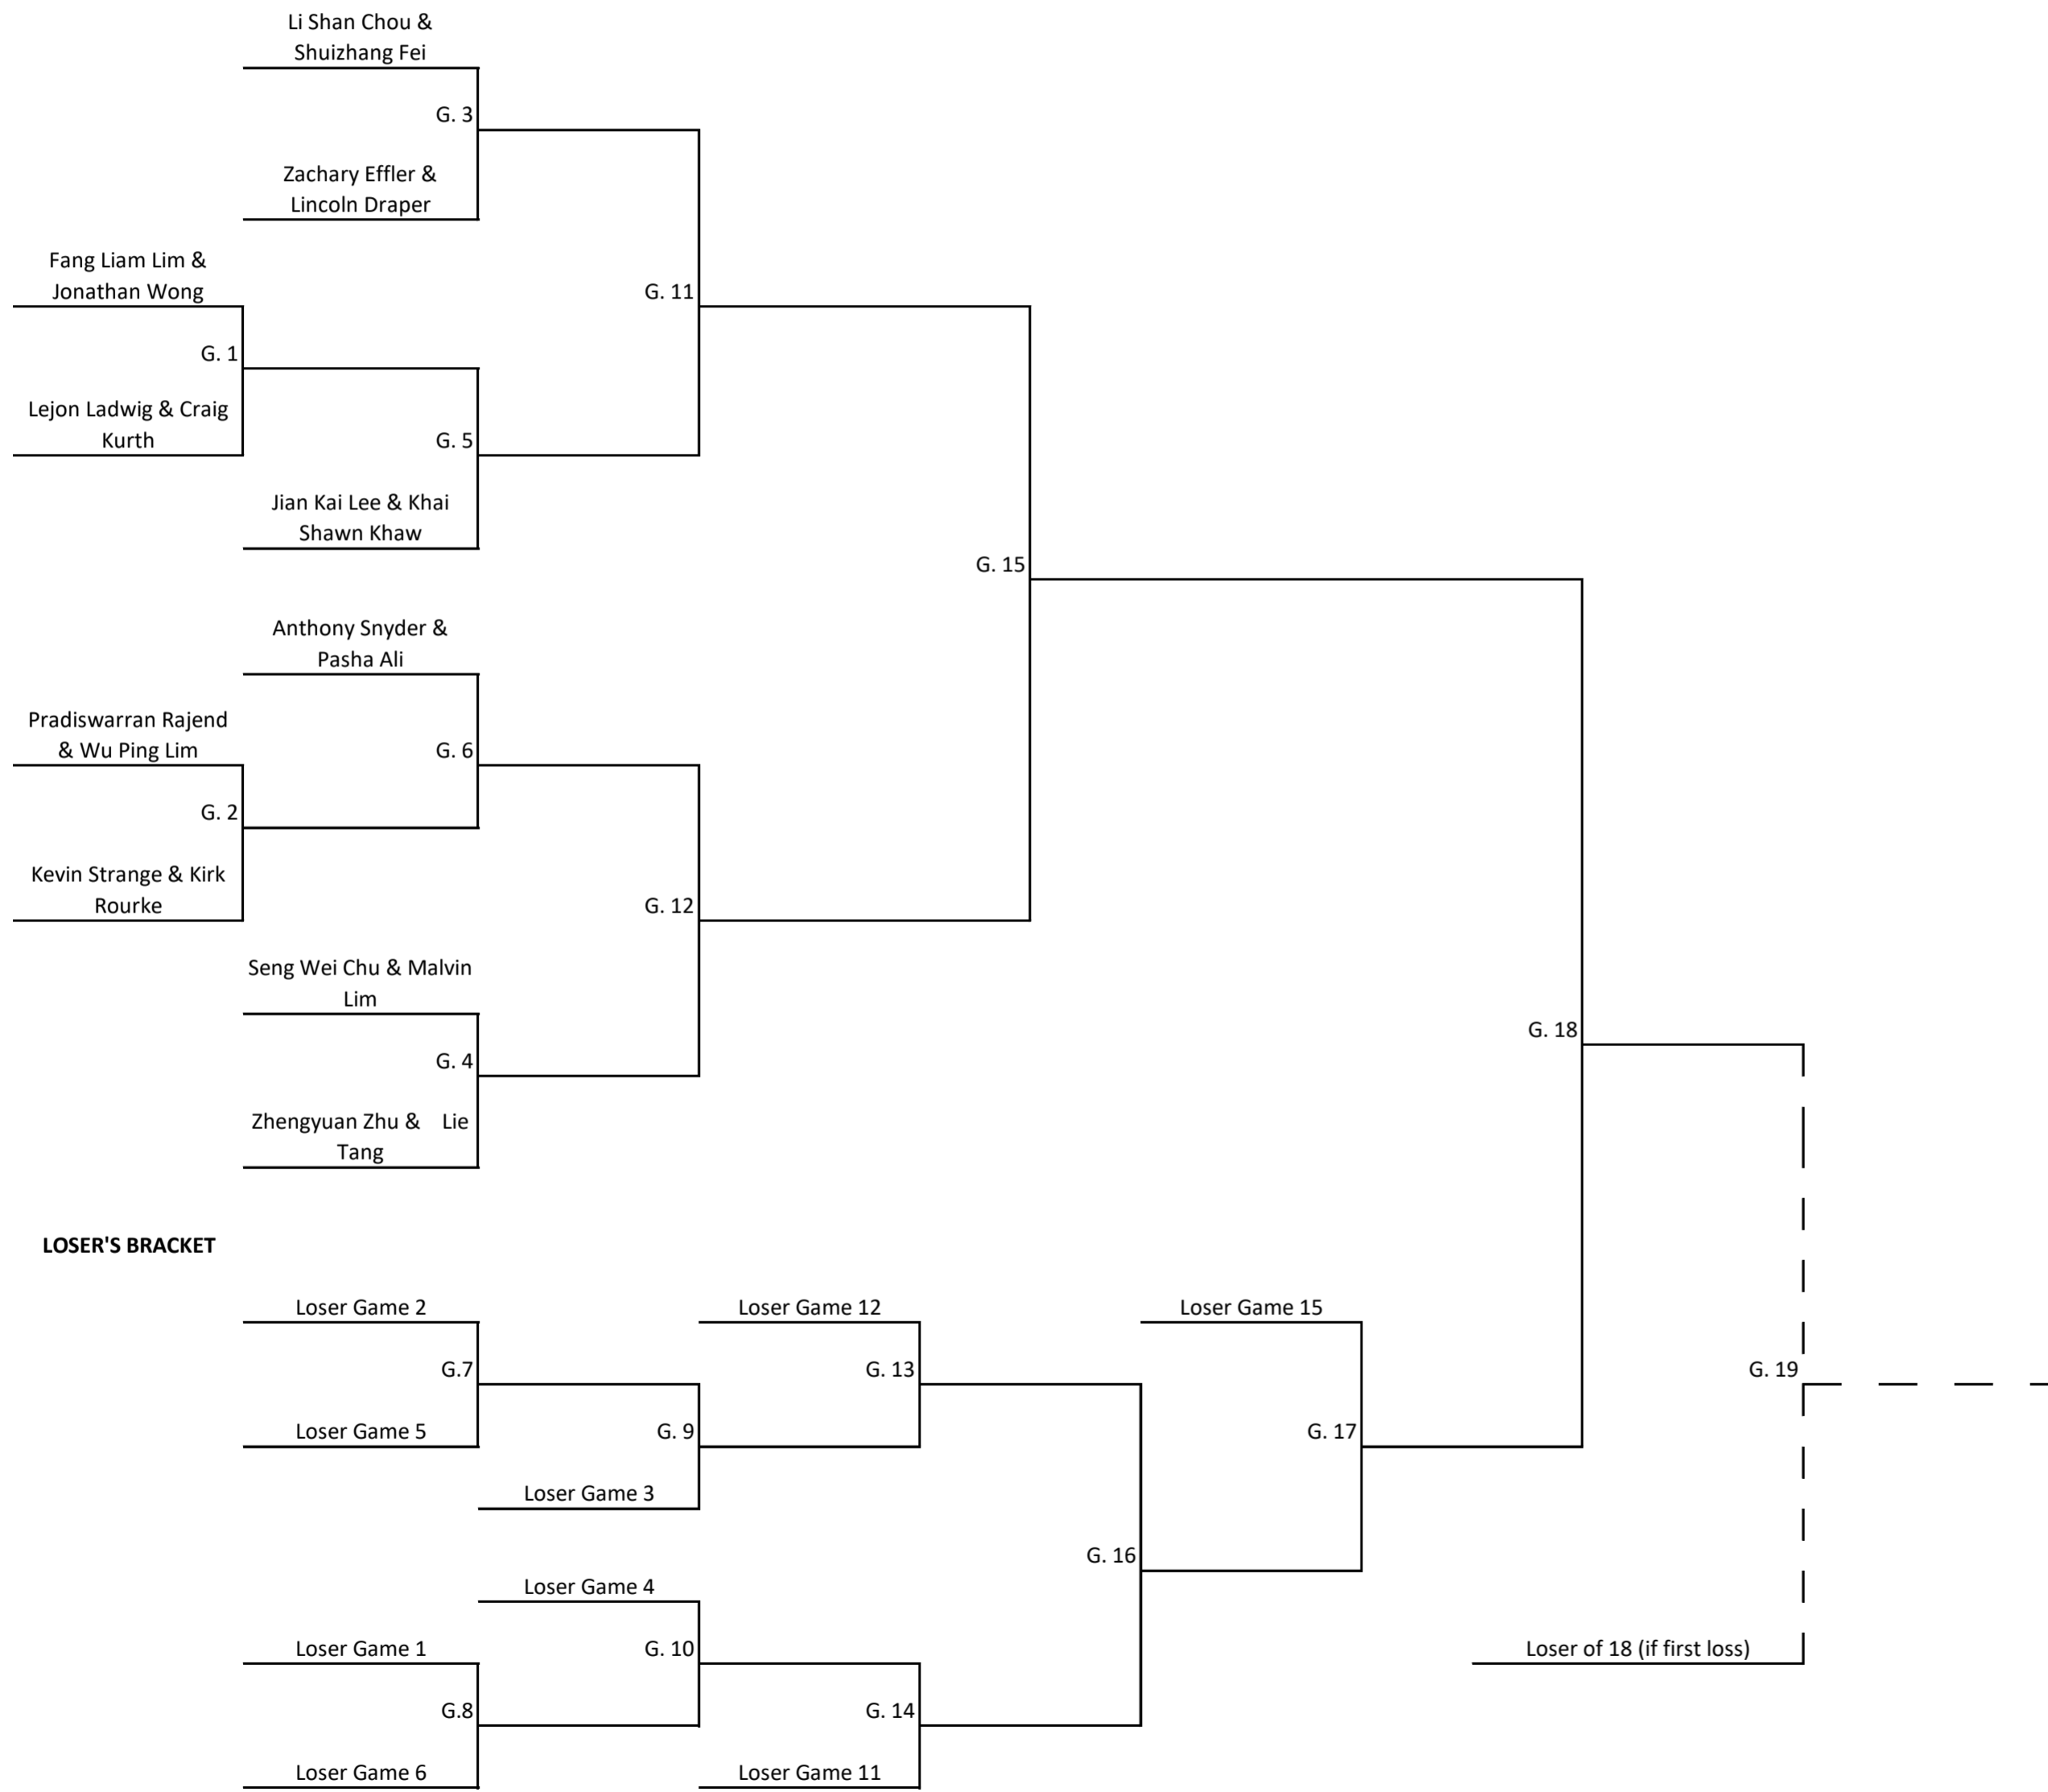 Li Shan Chou &
Shuizhang Fei
G. 3
Zachary Effler &
Lincoln Draper
Fang Liam Lim &
Jonathan Wong
G. 11
G. 1
Lejon Ladwig & Craig
Kurth
G. 5
Jian Kai Lee & Khai
Shawn Khaw
G. 15
Anthony Snyder &
Pasha Ali
Pradiswarran Rajend
& Wu Ping Lim
G. 6
G. 2
Kevin Strange & Kirk
Rourke
G. 12
Seng Wei Chu & Malvin
Lim
G. 18
G. 4
Zhengyuan Zhu & Lie
Tang
LOSER'S BRACKET
Loser Game 2
Loser Game 12
Loser Game 15
G.7
G. 13
G. 19
Loser Game 5
G. 9
G. 17
Loser Game 3
G. 16
Loser Game 4
Loser Game 1
G. 10
Loser of 18 (if first loss)
G.8
G. 14
Loser Game 6
Loser Game 11